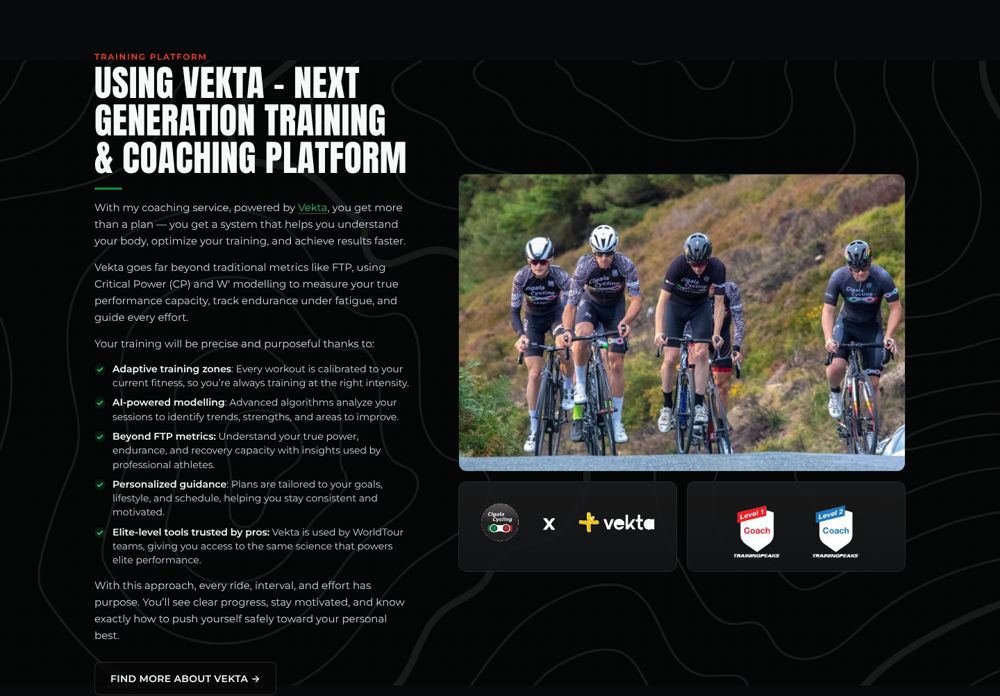 TRAINING PLATFORM
USING VEKTA - NEXT
GENERATION TRAINING
& COACHING PLATFORM
With my coaching service, powered by Vekta, you get more
than a plan — you get a system that helps you understand
your body, optimize your training, and achieve results faster.
Vekta goes far beyond traditional metrics like FTP, using
Critical Power (CP) and W' modelling to measure your true
performance capacity, track endurance under fatigue, and
guide every effort.
Your training will be precise and purposeful thanks to:
Adaptive training zones: Every workout is calibrated to your
current fitness, so you're always training at the right intensity.
AI-powered modelling: Advanced algorithms analyze your
sessions to identify trends, strengths, and areas to improve.
Beyond FTP metrics: Understand your true power,
endurance, and recovery capacity with insights used by
professional athletes.
Personalized guidance: Plans are tailored to your goals,
lifestyle, and schedule, helping you stay consistent and
motivated.
Elite-level tools trusted by pros: Vekta is used by WorldTour
teams, giving you access to the same science that powers
elite performance.
With this approach, every ride, interval, and effort has
purpose. You'll see clear progress, stay motivated, and know
exactly how to push yourself safely toward your personal
best.
FIND MORE ABOUT VEKTA →
Cigala
Cycling
Cigala
Cycling
Cigala
Cycling
x
vekta
Level 1
Coach
TRAININGPEAKS
Level 2
Coach
TRAININGPEAKS